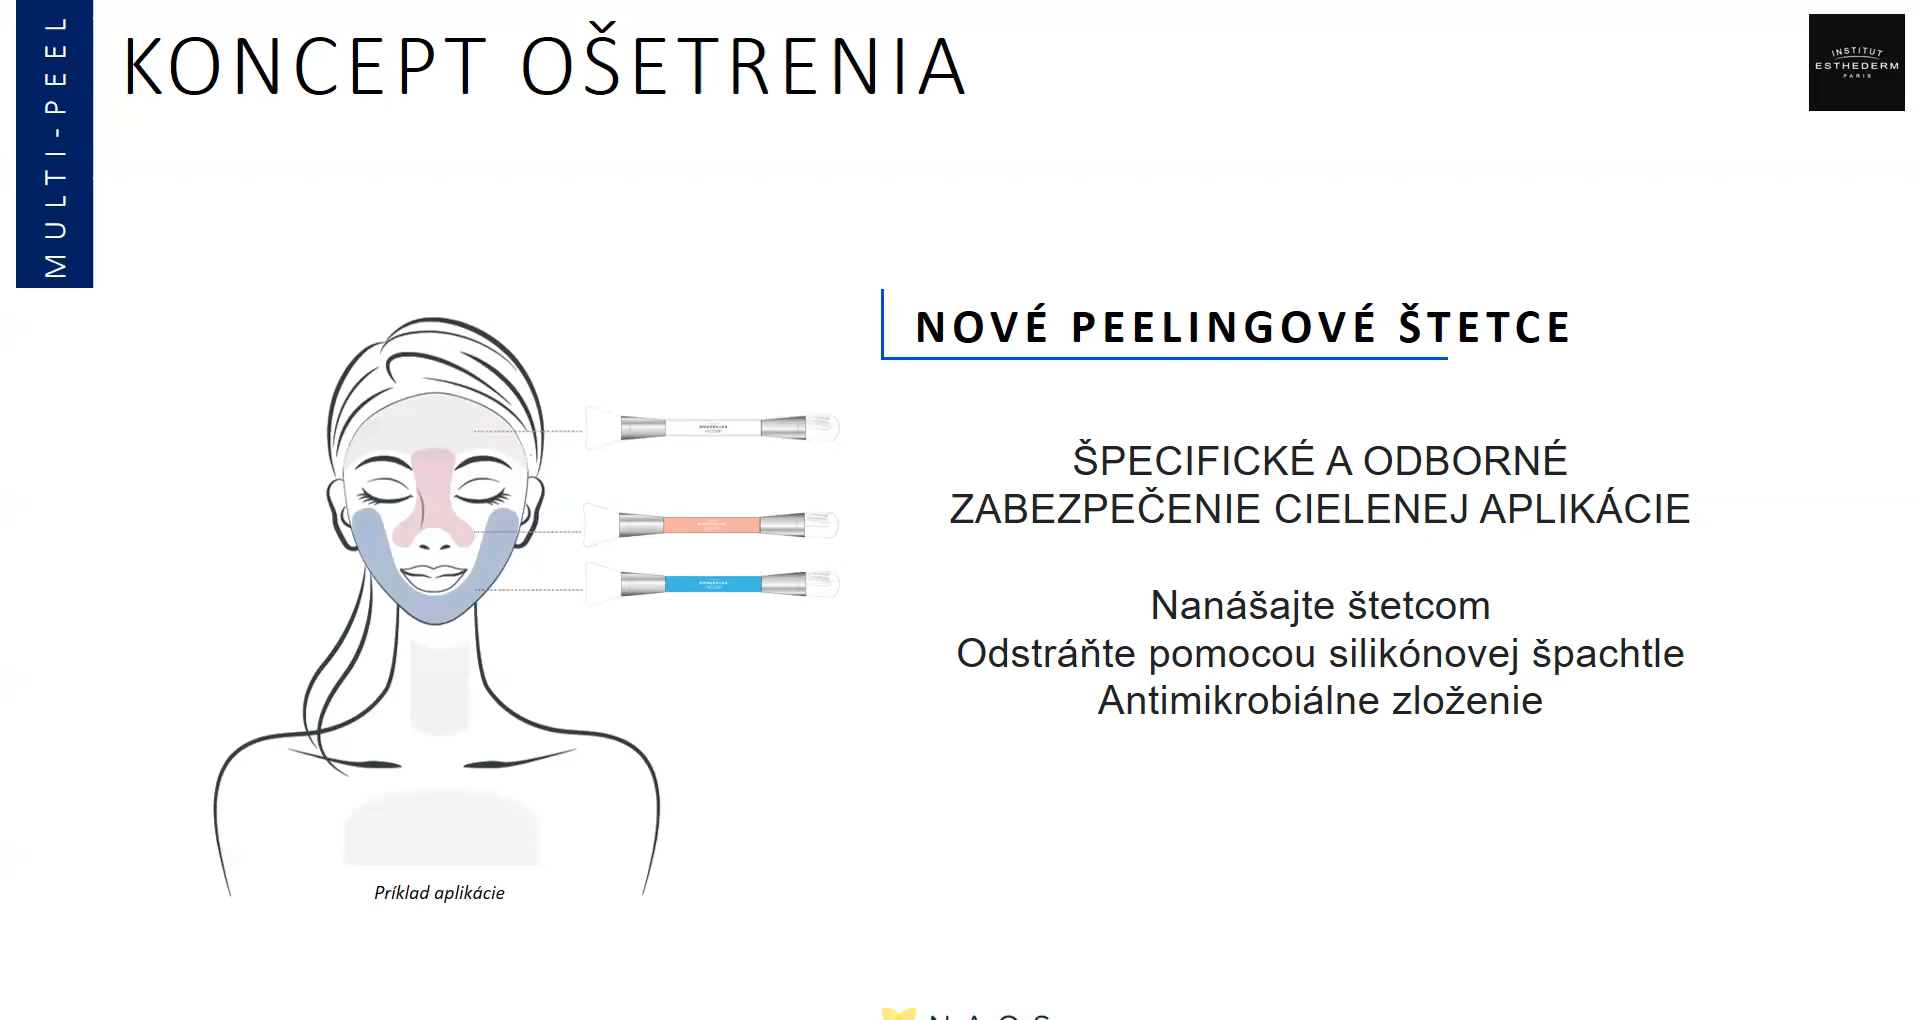 MULTI-PEEL
KONCEPT OŠETRENIA
INSTITUT
ESTHEDERM
PARIS
NOVÉ PEELINGOVÉ ŠTETCE
ŠPECIFICKÉ A ODBORNÉ
ZABEZPEČENIE CIELENEJ APLIKÁCIE
Nanášajte štetcom
Odstráňte pomocou silikónovej špachtle
Antimikrobiálne zloženie
Príklad aplikácie
NAOS